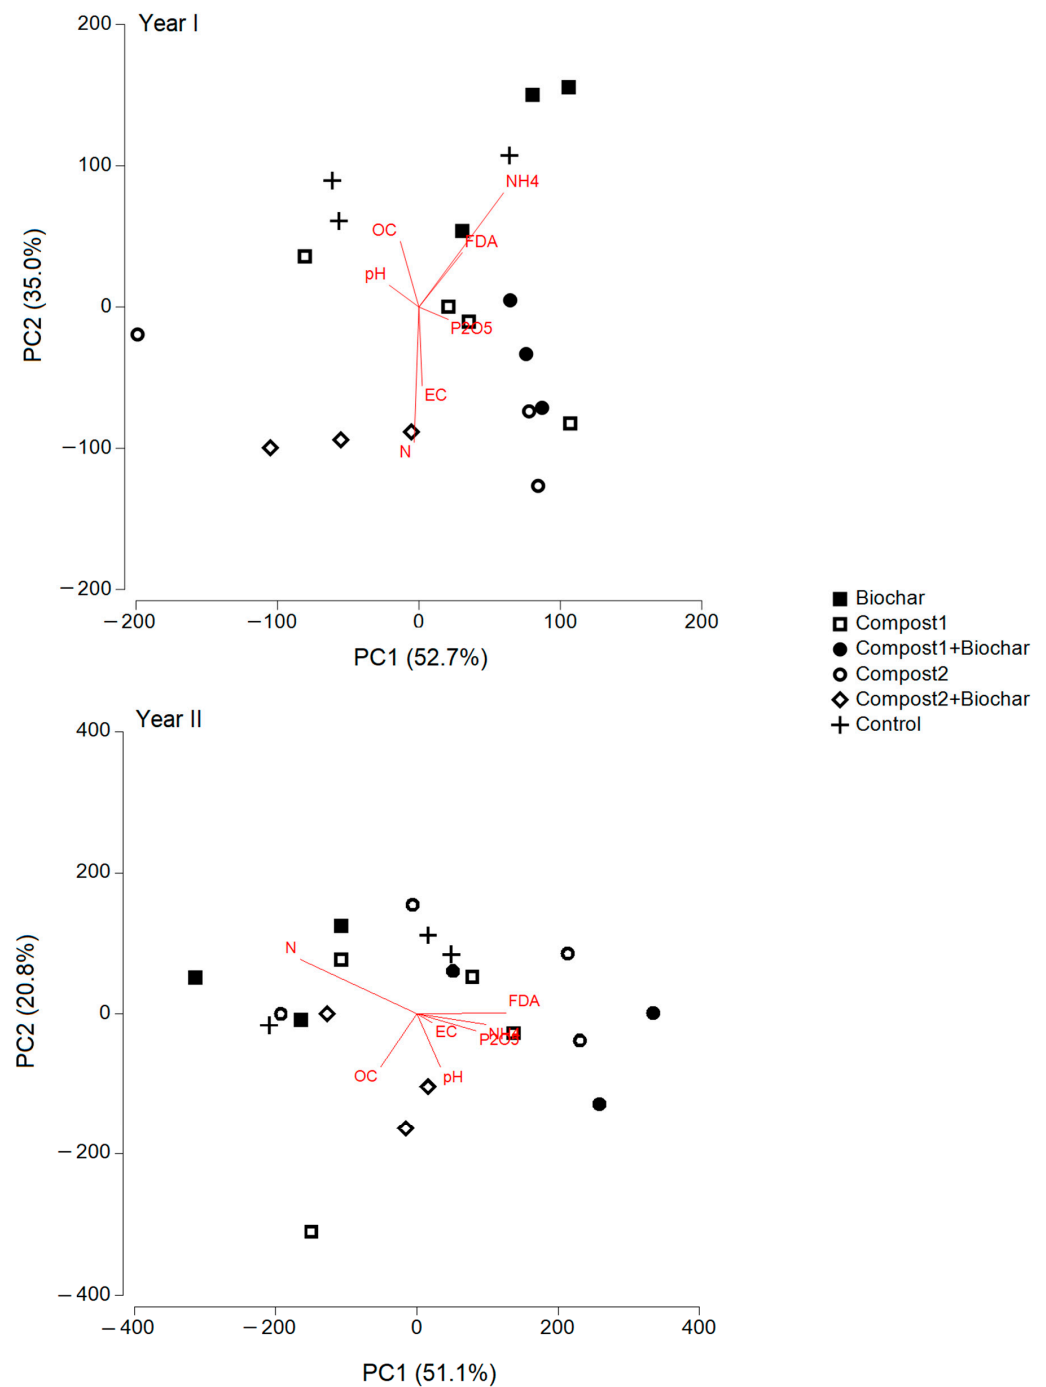 200
Year I
100
NH4
OC
FDA
pH
0
P2O5
EC
−100
N
−200
−200
−100
0
100
200
PC2 (35.0%)
PC1 (52.7%)
Biochar
Compost1
Compost1+Biochar
Compost2
Compost2+Biochar
Control
Year II
400
200
N
FDA
0
EC
NH4
P2O5
OC
pH
−200
−400
−400
−200
0
200
400
PC2 (20.8%)
PC1 (51.1%)